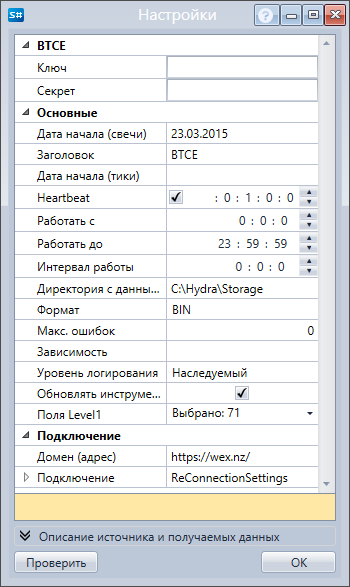 S# Настройки
BTCE
Ключ
Секрет
Основные
Дата начала (свечи) 23.03.2015
Заголовок BTCE
Дата начала (тики)
Heartbeat : 0 : 1 : 0 : 0
Работать с 0 : 0 : 0
Работать до 23 : 59 : 59
Интервал работы 0 : 0 : 0
Директория с данны... C:\Hydra\Storage
Формат BIN
Макс. ошибок 0
Зависимость
Уровень логирования Наследуемый
Обновлять инструме...
Поля Level1 Выбрано: 71
Подключение
Домен (адрес) https://wex.nz/
Подключение ReConnectionSettings
Описание источника и получаемых данных
Проверить OK